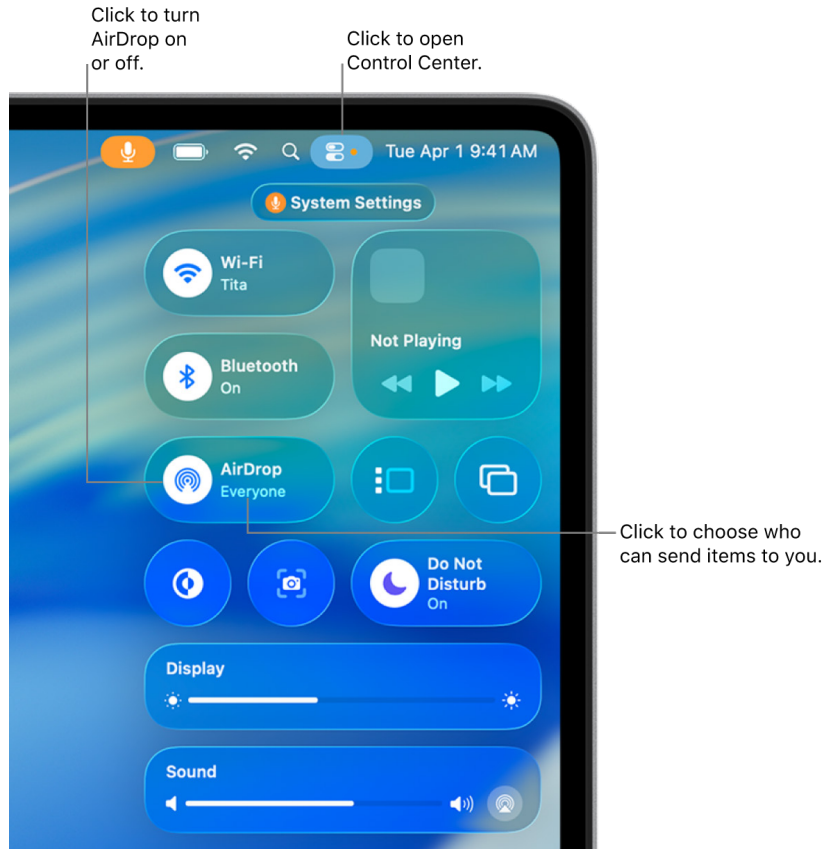 Click to turn
AirDrop on
or off.
Click to open
Control Center.
Tue Apr 1 9:41 AM
System Settings
Wi-Fi
Tita
Not Playing
Bluetooth
On
AirDrop
Everyone
Click to choose who
can send items to you.
Do Not
Disturb
On
Display
Sound